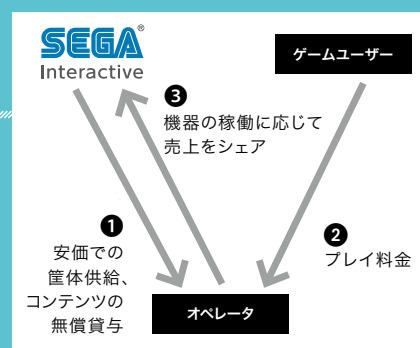 SEGA®
Interactive
ゲームユーザー
❸
機器の稼働に応じて
売上をシェア
❶
安価での
筐体供給、
コンテンツの
無償貸与
❷
プレイ料金
オペレータ